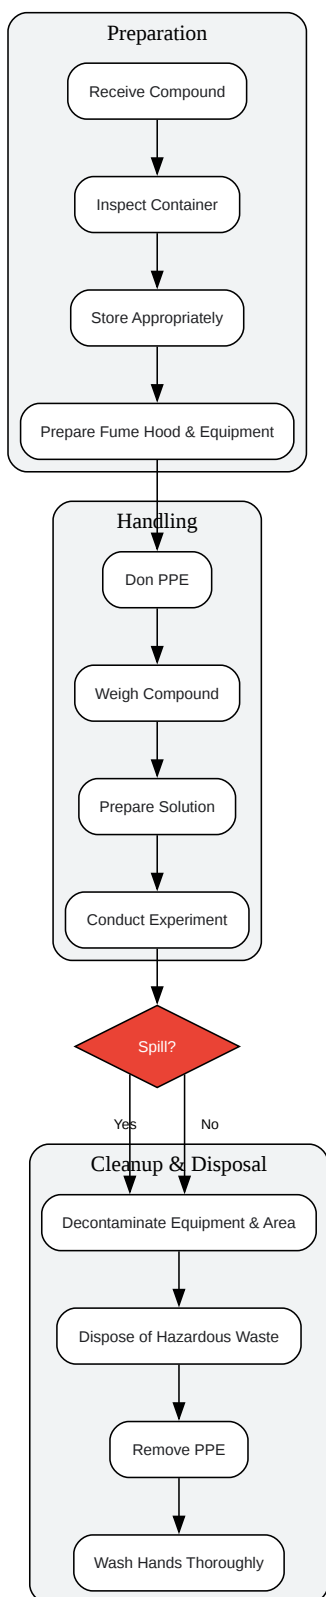 Preparation
Receive Compound
Inspect Container
Store Appropriately
Prepare Fume Hood & Equipment
Handling
Don PPE
Weigh Compound
Prepare Solution
Conduct Experiment
Spill?
Yes
No
Cleanup & Disposal
Decontaminate Equipment & Area
Dispose of Hazardous Waste
Remove PPE
Wash Hands Thoroughly